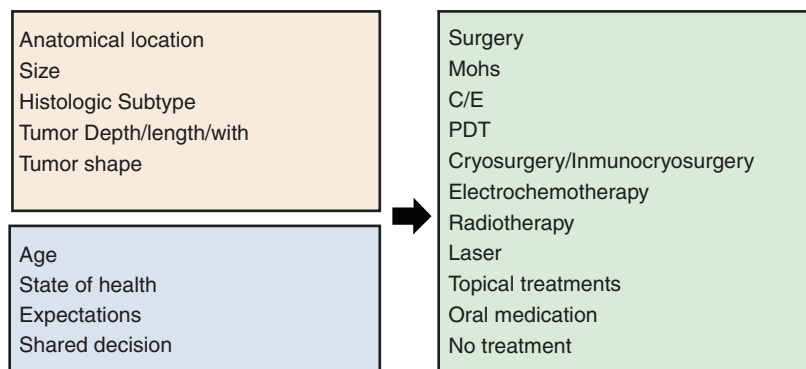 Anatomical location
Size
Histologic Subtype
Tumor Depth/length/with
Tumor shape
Age
State of health
Expectations
Shared decision
Surgery
Mohs
C/E
PDT
Cryosurgery/Inmunocryosurgery
Electrochemotherapy
Radiotherapy
Laser
Topical treatments
Oral medication
No treatment